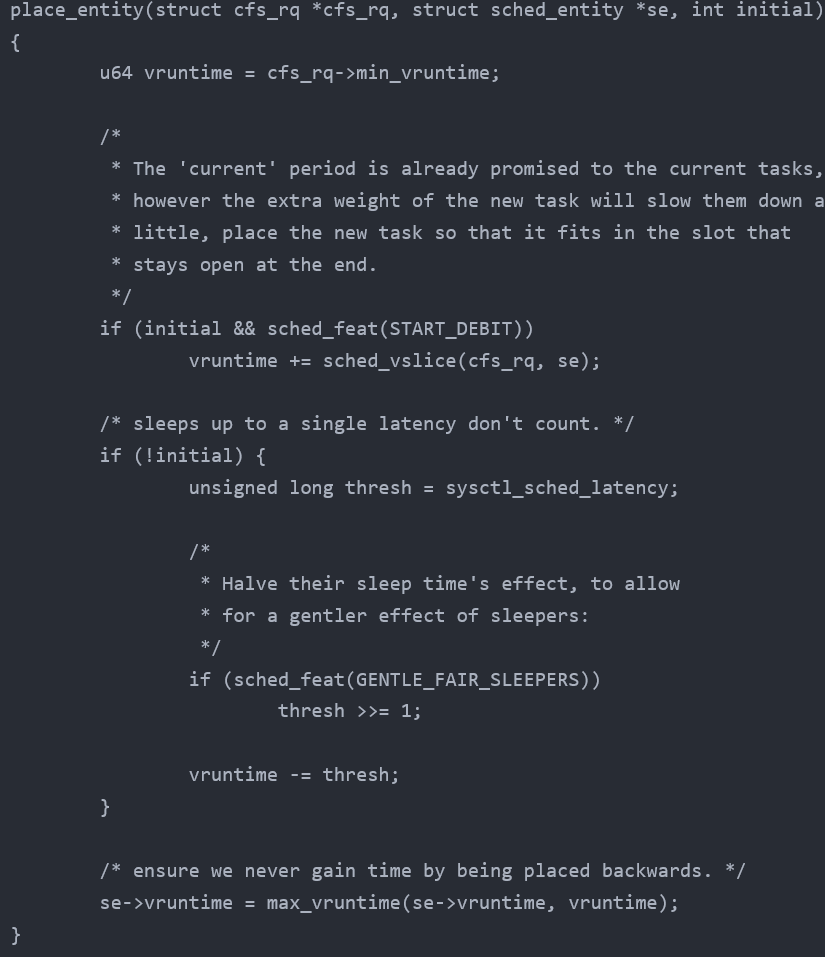 place_entity(struct cfs_rq *cfs_rq, struct sched_entity *se, int initial)
{
        u64 vruntime = cfs_rq->min_vruntime;

        /*
         * The 'current' period is already promised to the current tasks,
         * however the extra weight of the new task will slow them down a
         * little, place the new task so that it fits in the slot that
         * stays open at the end.
         */
        if (initial && sched_feat(START_DEBIT))
                vruntime += sched_vslice(cfs_rq, se);

        /* sleeps up to a single latency don't count. */
        if (!initial) {
                unsigned long thresh = sysctl_sched_latency;

                /*
                 * Halve their sleep time's effect, to allow
                 * for a gentler effect of sleepers:
                 */
                if (sched_feat(GENTLE_FAIR_SLEEPERS))
                        thresh >>= 1;

                vruntime -= thresh;
        }

        /* ensure we never gain time by being placed backwards. */
        se->vruntime = max_vruntime(se->vruntime, vruntime);
}